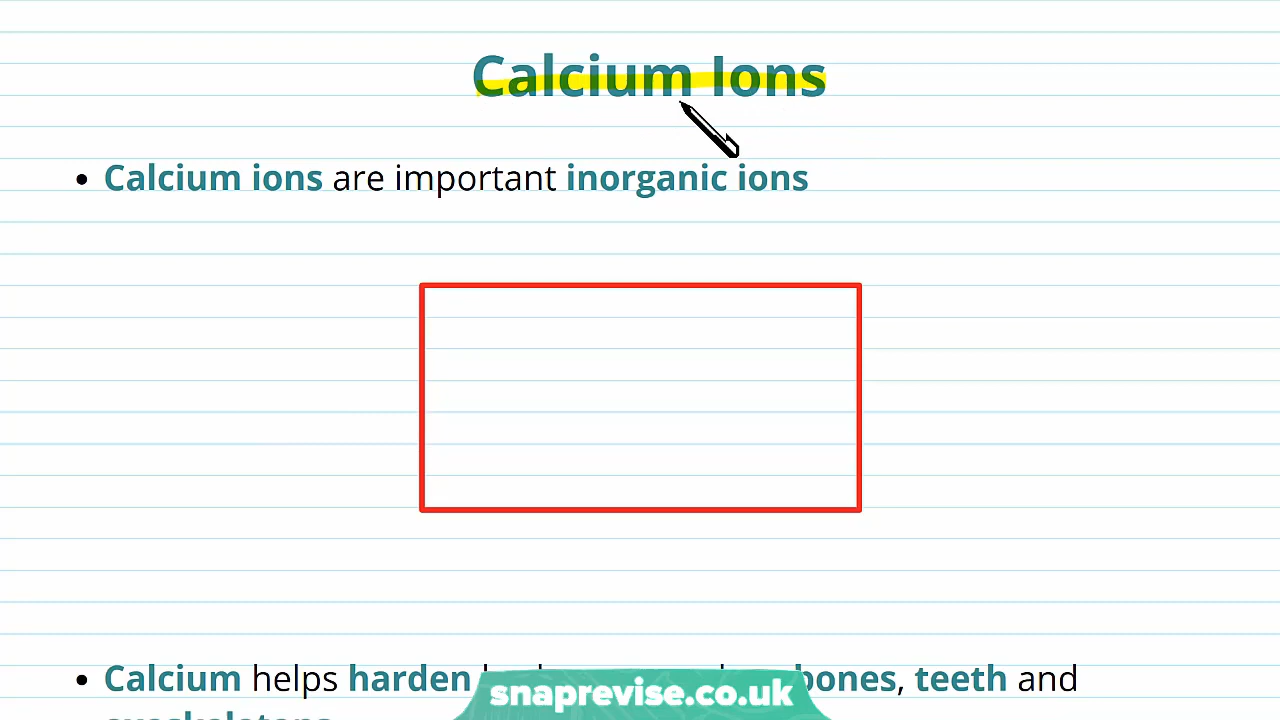 Calcium Ions
• Calcium ions are important inorganic ions
• Calcium helps harden bones, teeth and
snaprevise.co.uk